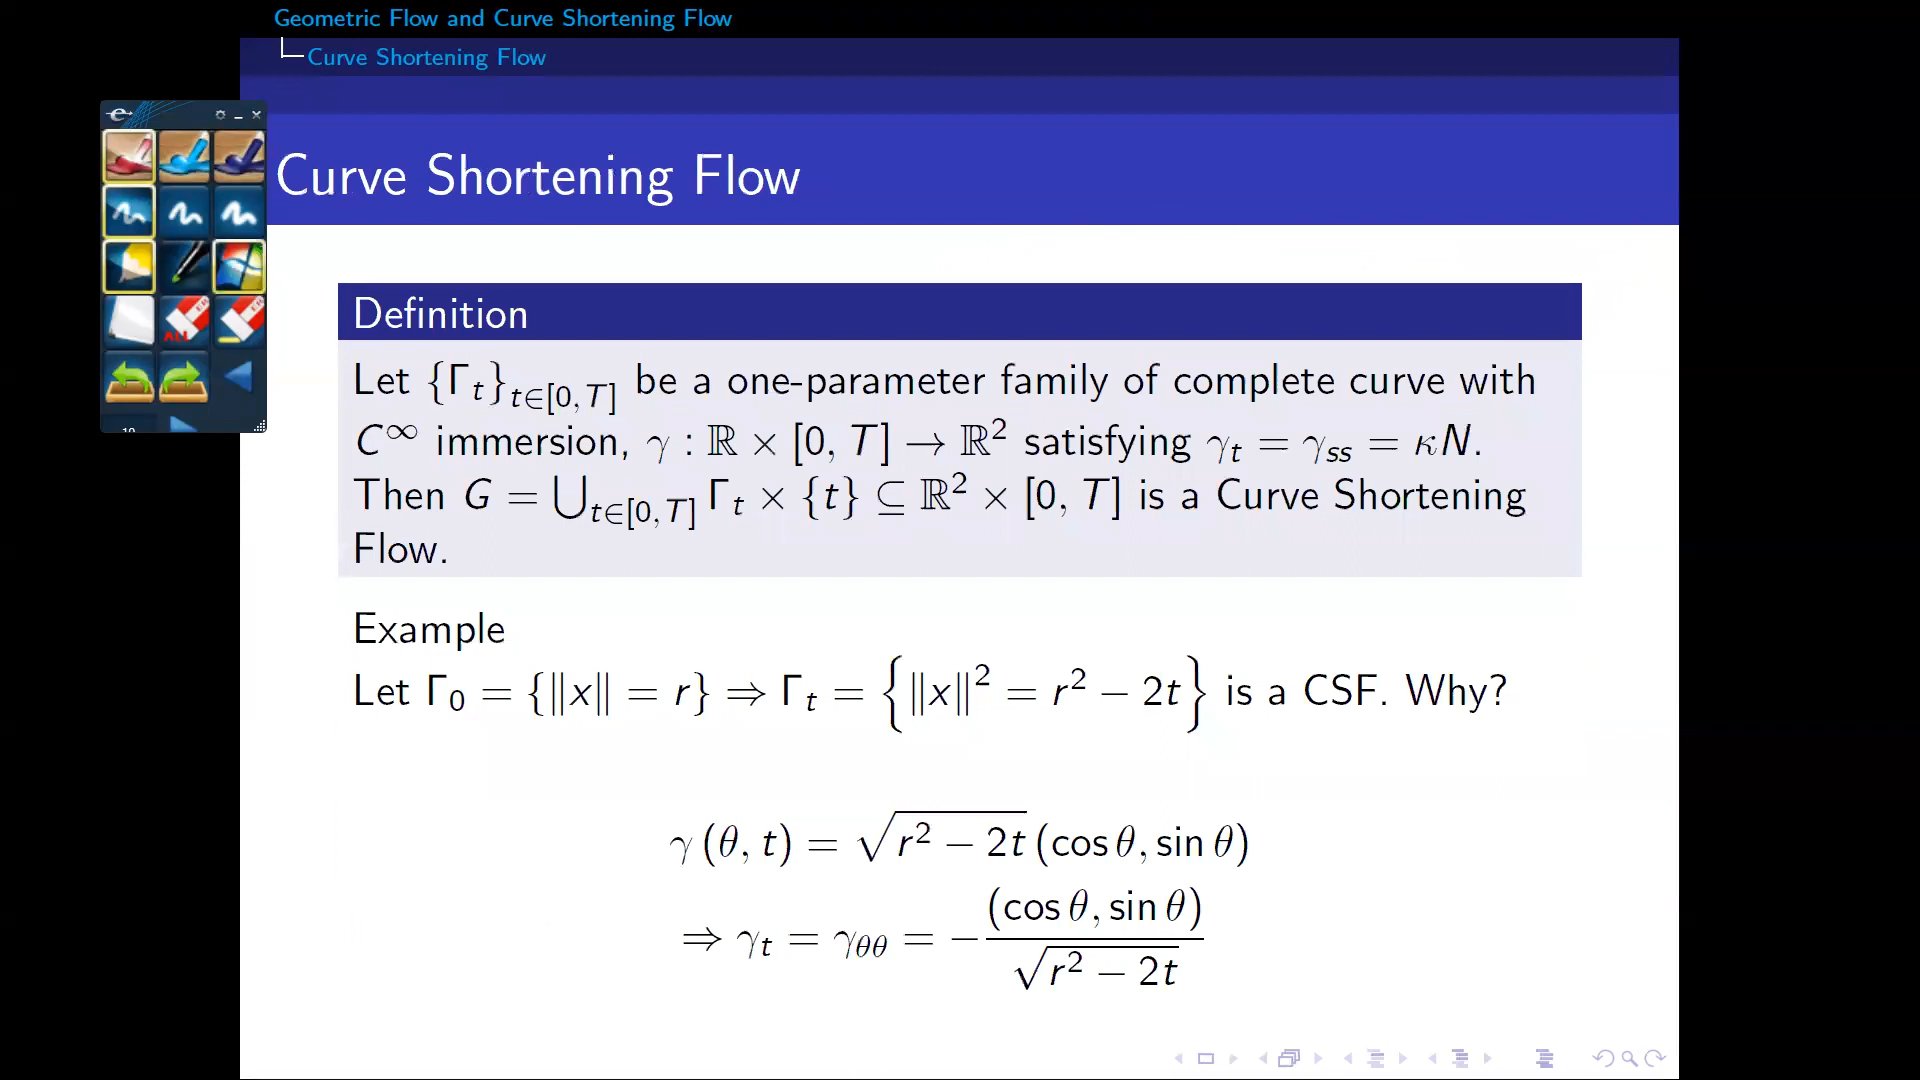 Geometric Flow and Curve Shortening Flow
Curve Shortening Flow
Curve Shortening Flow
Definition
Let {Γ_t}_{t∈[0,T]} be a one-parameter family of complete curve with
C^∞ immersion, γ : ℝ × [0, T] → ℝ² satisfying γ_t = γ_ss = κN.
Then G = ⋃_{t∈[0,T]} Γ_t × {t} ⊆ ℝ² × [0, T] is a Curve Shortening
Flow.
Example
Let Γ₀ = {‖x‖ = r} ⇒ Γ_t = {‖x‖² = r² − 2t} is a CSF. Why?
γ (θ, t) = √(r² − 2t) (cos θ, sin θ)
⇒ γ_t = γ_θθ = − (cos θ, sin θ) / √(r² − 2t)
ALL